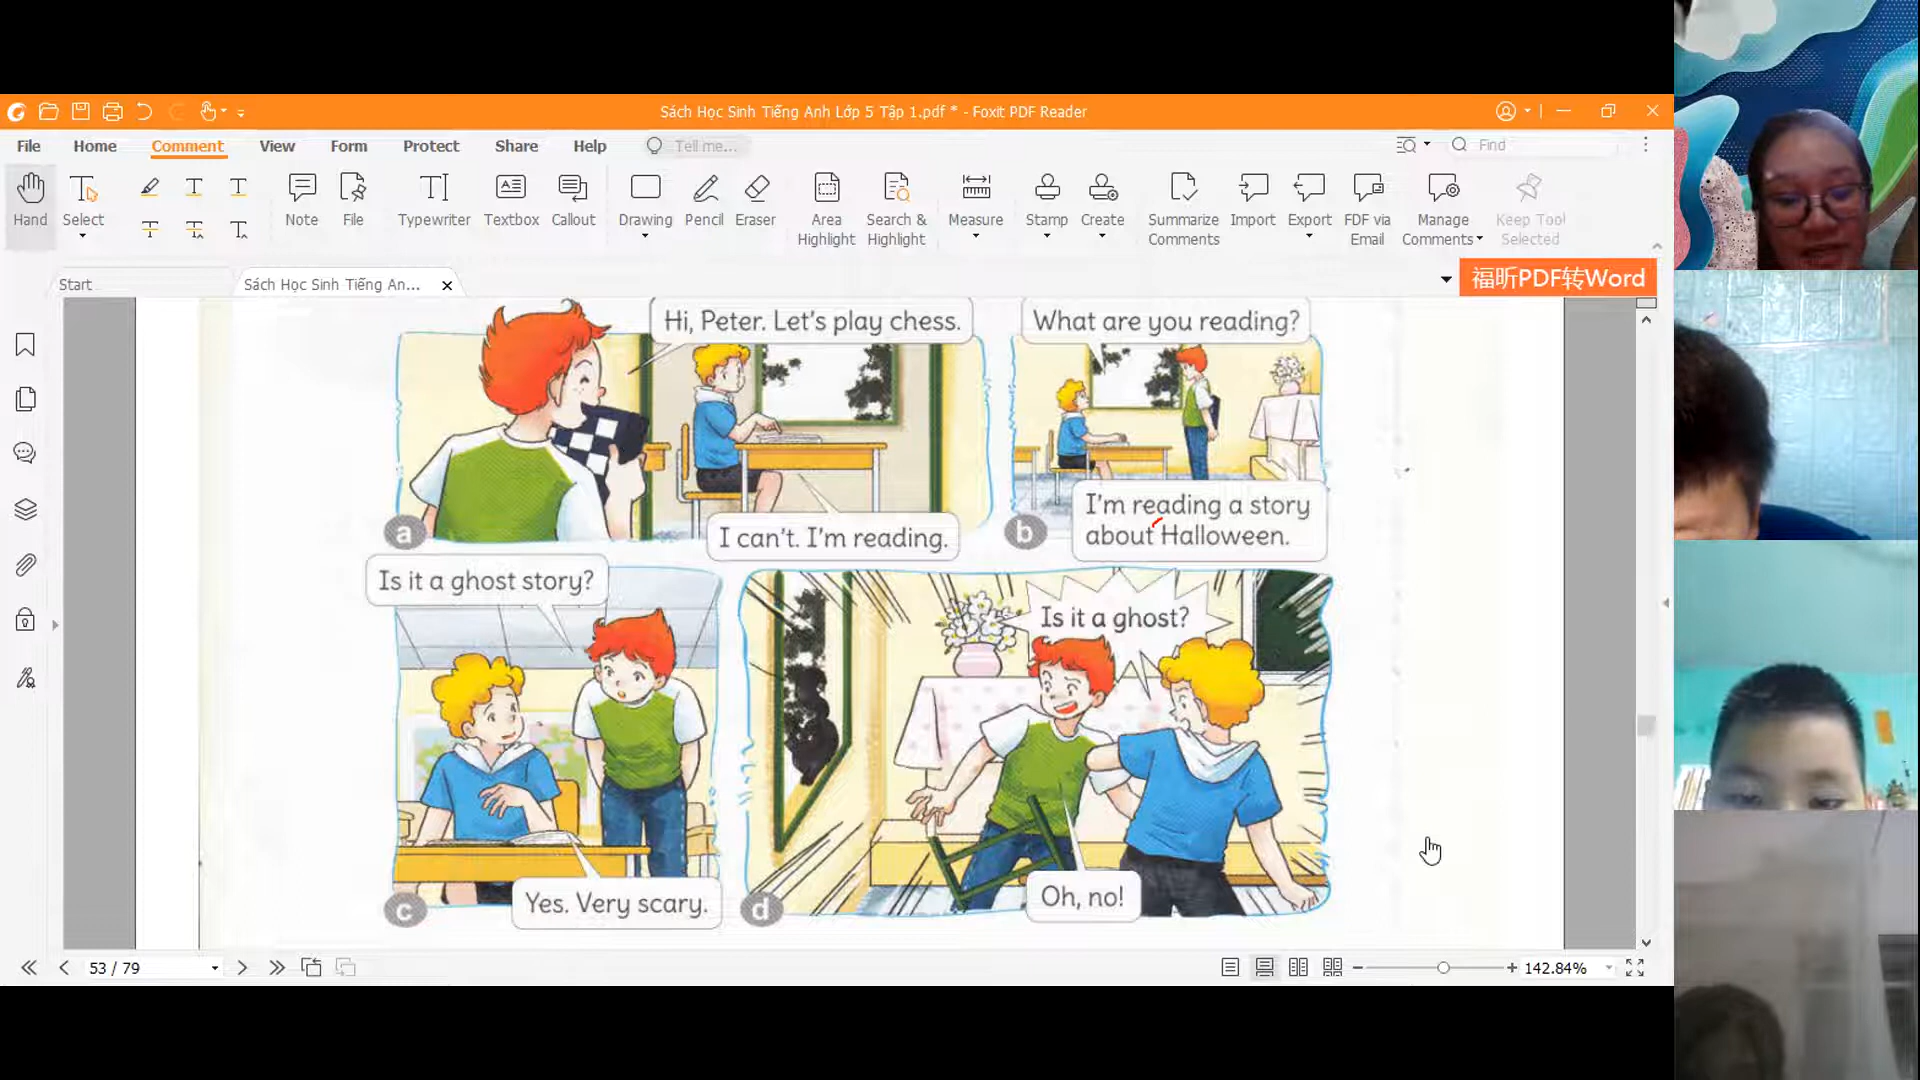 Sách Học Sinh Tiếng Anh Lớp 5 Tập 1.pdf * - Foxit PDF Reader
File Home Comment View Form Protect Share Help Tell me... Find
Hand
Select
Note
File
Typewriter
Textbox
Callout
Drawing
Pencil
Eraser
Area
Highlight
Search &
Highlight
Measure
Stamp
Create
Summarize
Comments
Import
Export
FDF via
Email
Manage
Comments
Keep Tool
Selected
Start
Sách Học Sinh Tiếng An...
福昕PDF转Word
Hi, Peter. Let's play chess.
I can't. I'm reading.
a
What are you reading?
I'm reading a story
about Halloween.
b
Is it a ghost story?
Yes. Very scary.
c
Is it a ghost?
Oh, no!
d
53 / 79
142.84%